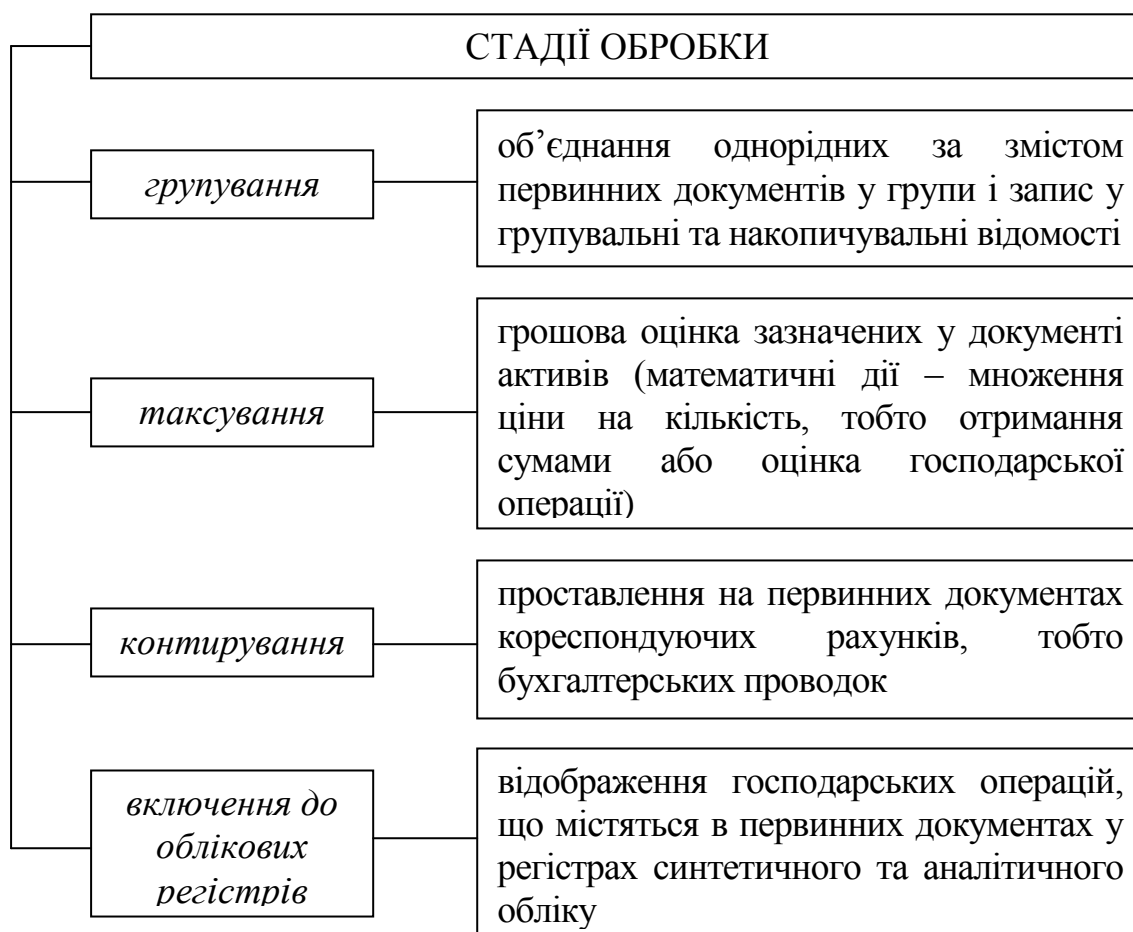 СТАДІЇ ОБРОБКИ
групування
об’єднання однорідних за змістом
первинних документів у групи і запис у
групувальні та накопичувальні відомості
таксування
грошова оцінка зазначених у документі
активів (математичні дії – множення
ціни на кількість, тобто отримання
сумами або оцінка господарської
операції)
контирування
проставлення на первинних документах
кореспондуючих рахунків, тобто
бухгалтерських проводок
включення до
облікових
регістрів
відображення господарських операцій,
що містяться в первинних документах у
регістрах синтетичного та аналітичного
обліку